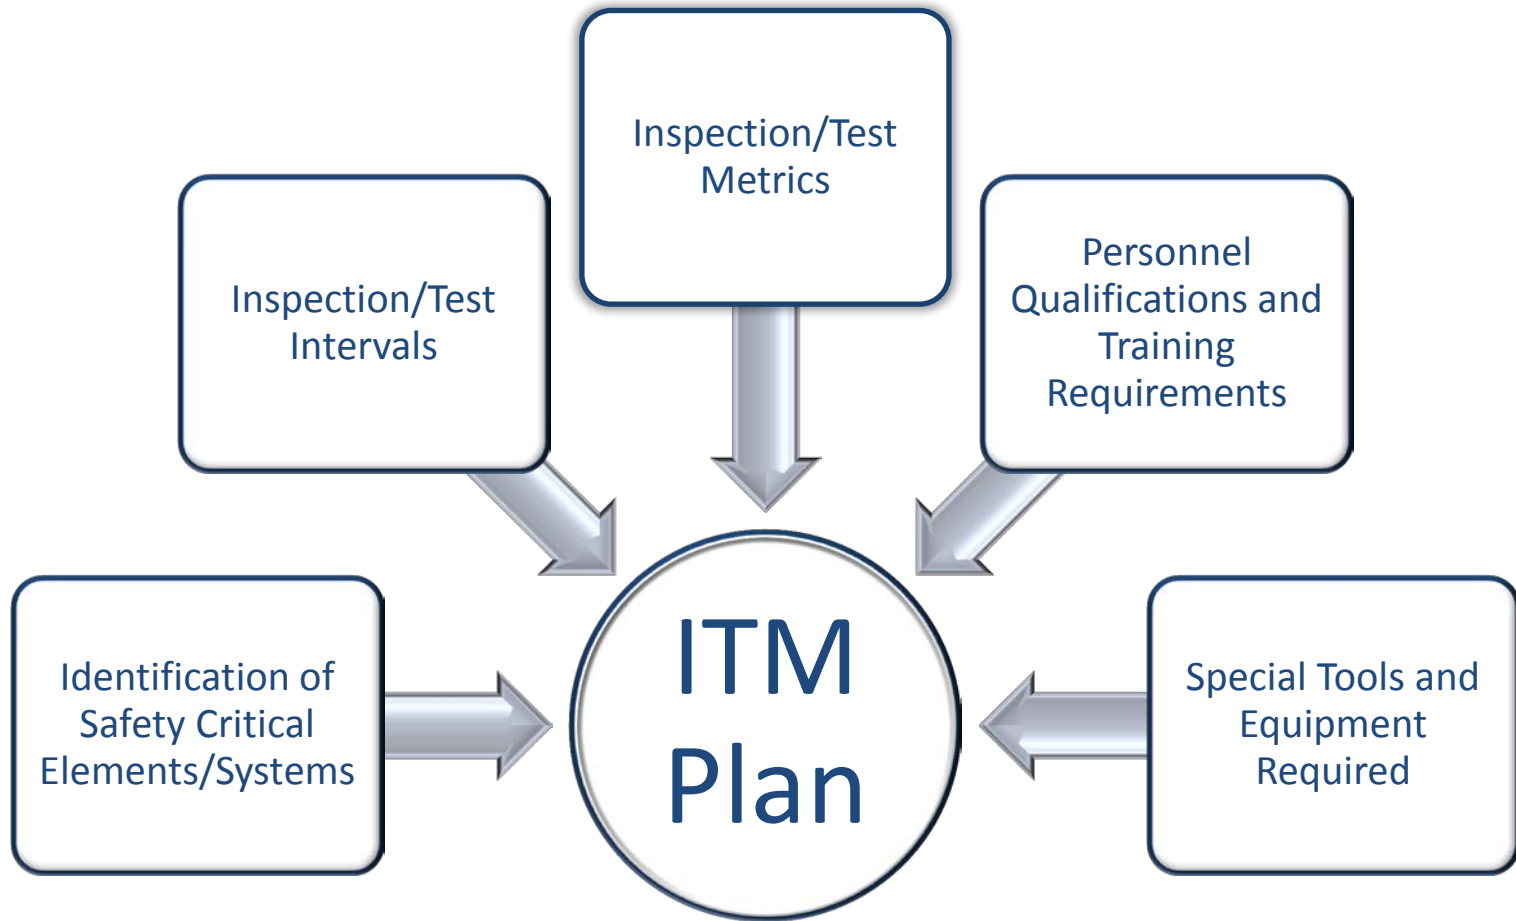 Inspection/Test
Metrics
Inspection/Test
Intervals
Personnel
Qualifications and
Training
Requirements
Identification of
Safety Critical
Elements/Systems
ITM
Plan
Special Tools and
Equipment
Required